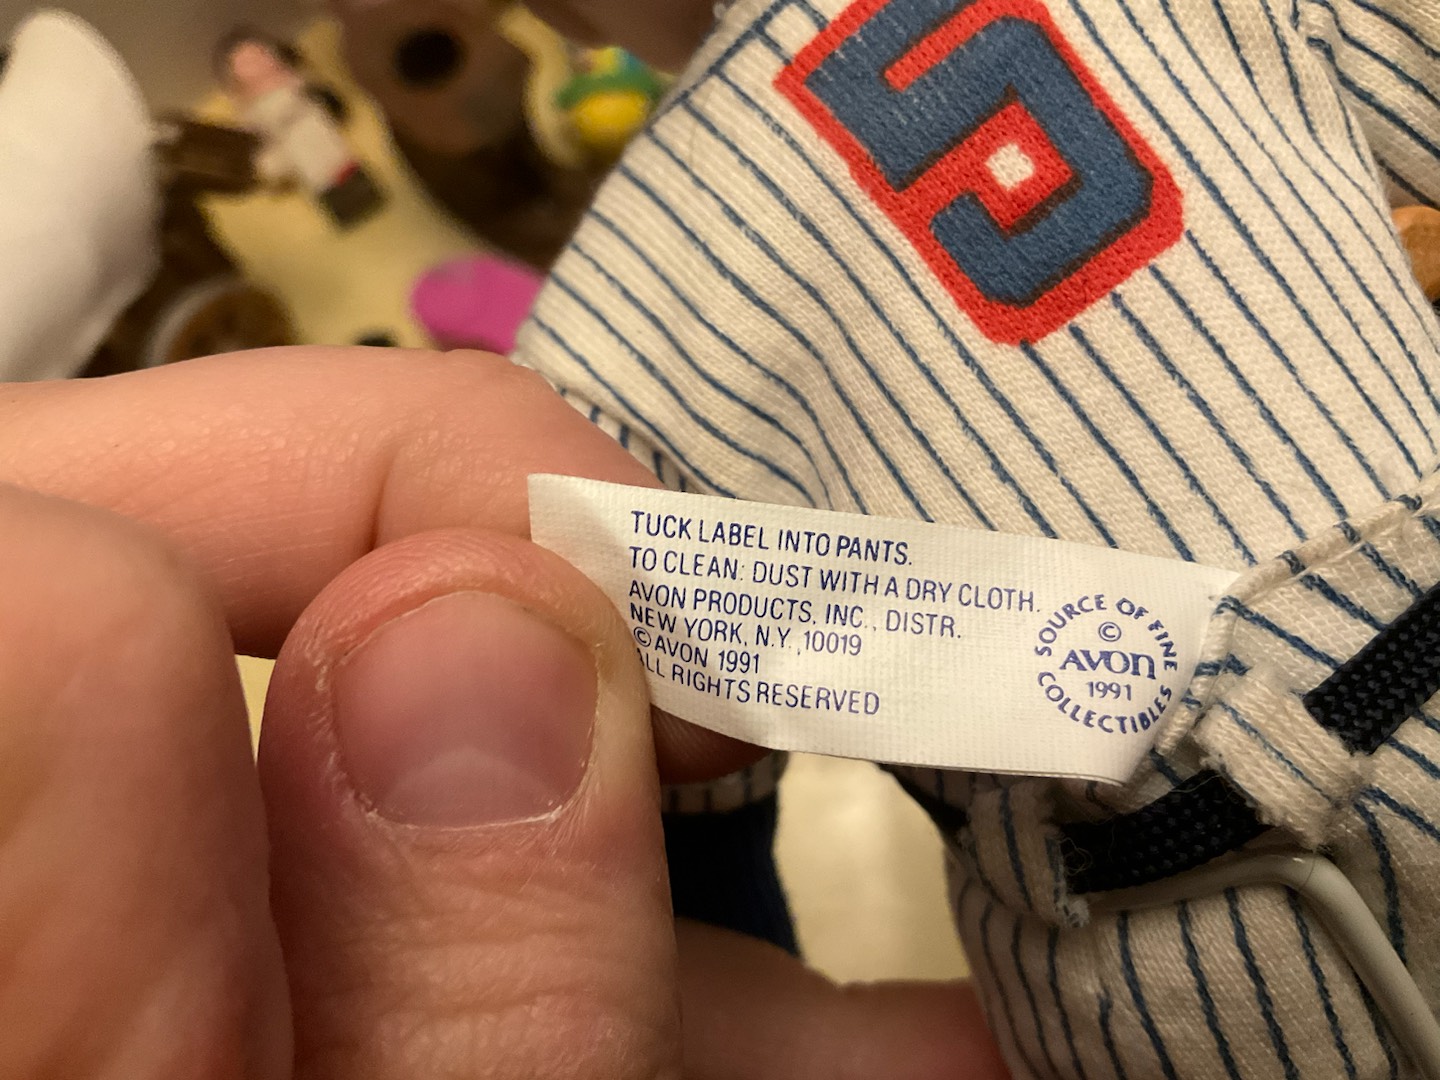 5
TUCK LABEL INTO PANTS.
TO CLEAN: DUST WITH A DRY CLOTH.
AVON PRODUCTS, INC., DISTR.
NEW YORK, N.Y., 10019
© AVON 1991
ALL RIGHTS RESERVED
SOURCE OF FINE
©
AVON
1991
COLLECTIBLES